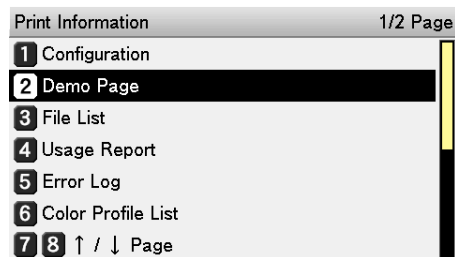 Print Information 1/2 Page
1 Configuration
2 Demo Page
3 File List
4 Usage Report
5 Error Log
6 Color Profile List
7 8 ↑ / ↓ Page